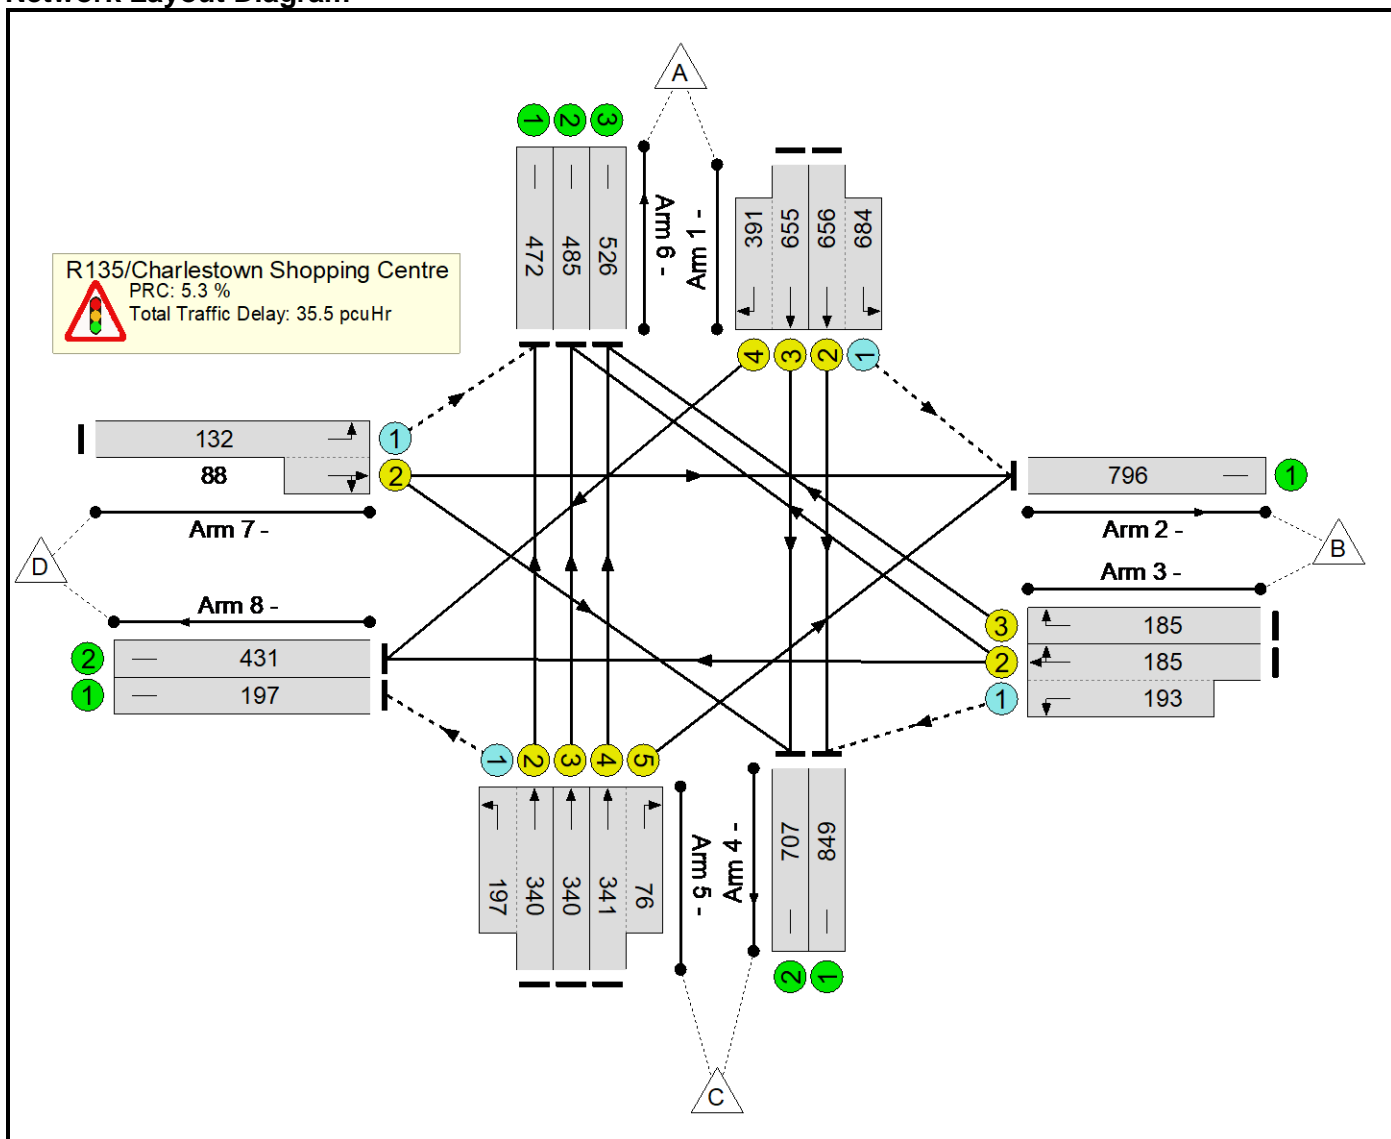 Network Layout Diagram
A
1 2 3
472 485 526
Arm 6 -
Arm 1 -
391 655 656 684
4 3 2 1
R135/Charlestown Shopping Centre
PRC: 5.3 %
Total Traffic Delay: 35.5 pcuHr
132 1
88 2
Arm 7 -
D
Arm 8 -
2 431
1 197
796 1
Arm 2 -
B
Arm 3 -
3 185
2 185
1 193
1 2 3 4 5
197 340 340 341 76
Arm 5 -
Arm 4 -
707 849
2 1
C